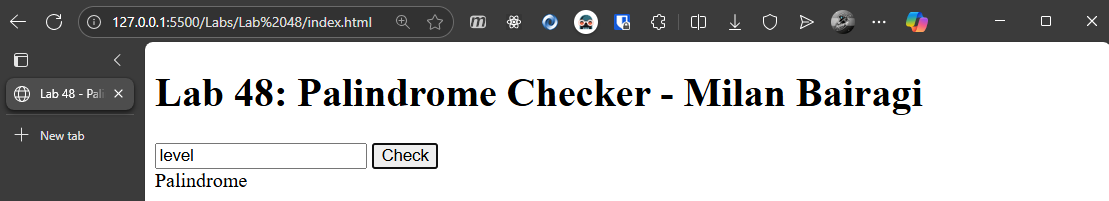 127.0.0.1:5500/Labs/Lab%2048/index.html
Lab 48 - Pali
New tab
Lab 48: Palindrome Checker - Milan Bairagi
level Check
Palindrome